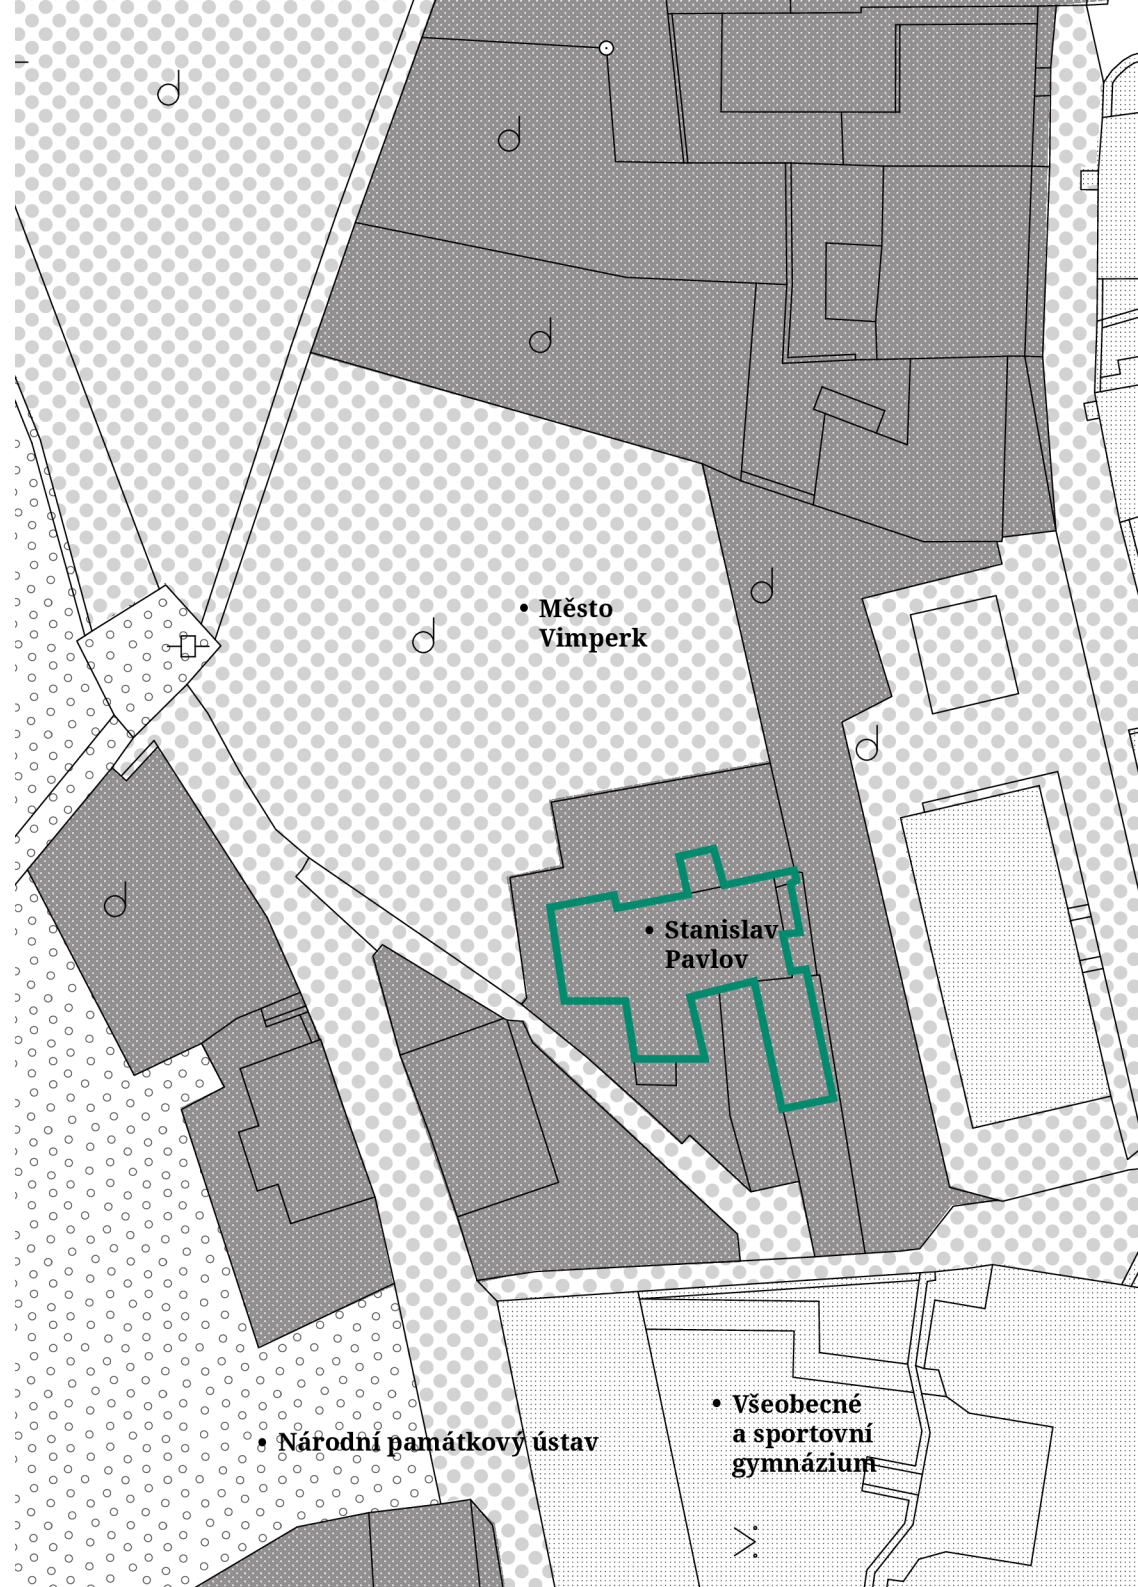 • Město
Vimperk
• Stanislav
Pavlov
• Všeobecné
a sportovní
gymnázium
• Národní památkový ústav